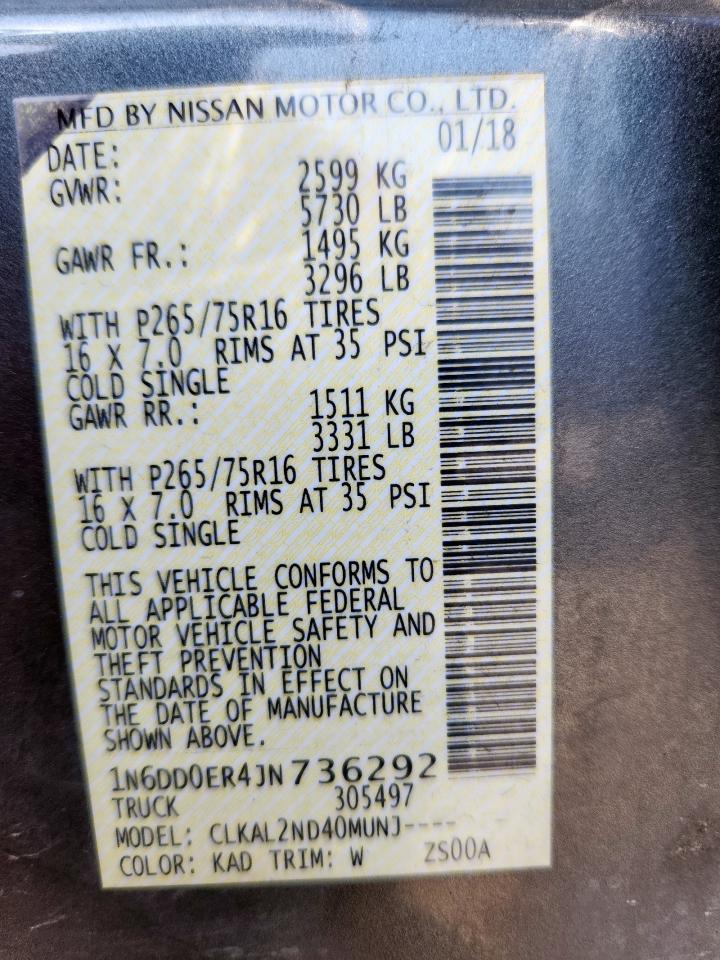 MFD BY NISSAN MOTOR CO., LTD.
DATE: 01/18
GVWR: 2599 KG
5730 LB
GAWR FR.: 1495 KG
3296 LB
WITH P265/75R16 TIRES
16 X 7.0 RIMS AT 35 PSI
COLD SINGLE
GAWR RR.: 1511 KG
3331 LB
WITH P265/75R16 TIRES
16 X 7.0 RIMS AT 35 PSI
COLD SINGLE
THIS VEHICLE CONFORMS TO
ALL APPLICABLE FEDERAL
MOTOR VEHICLE SAFETY AND
THEFT PREVENTION
STANDARDS IN EFFECT ON
THE DATE OF MANUFACTURE
SHOWN ABOVE.
1N6DD0ER4JN736292
TRUCK 305497
MODEL: CLKAL2ND40MUNJ----
COLOR: KAD TRIM: W ZS00A